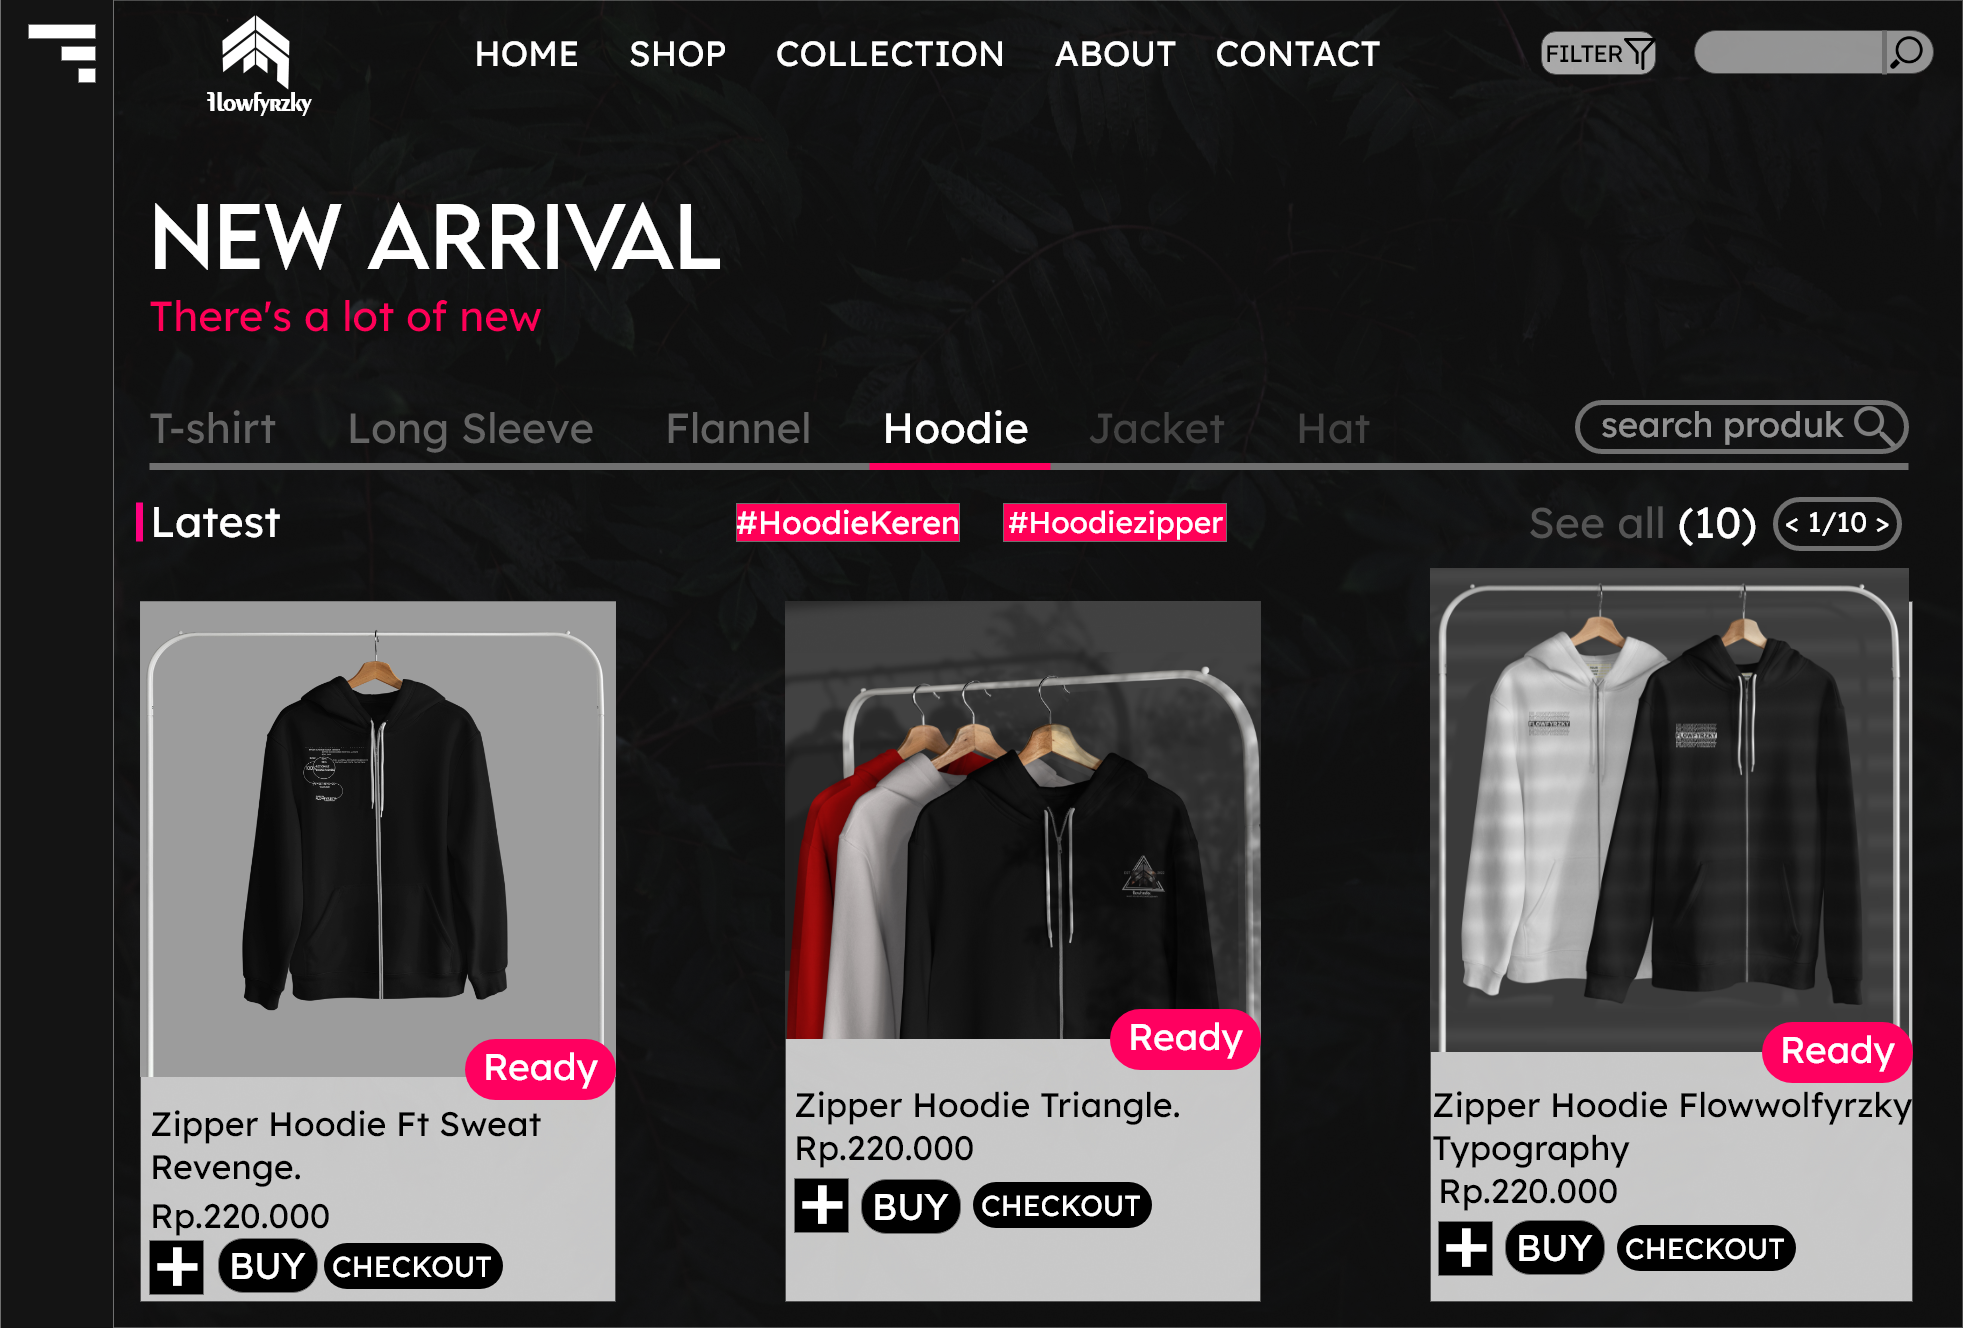 flowfyrzky
HOME SHOP COLLECTION ABOUT CONTACT
FILTER
NEW ARRIVAL
There's a lot of new
T-shirt Long Sleeve Flannel Hoodie Jacket Hat
search produk
Latest
#HoodieKeren #Hoodiezipper
See all (10) < 1/10 >
Ready
Zipper Hoodie Ft Sweat
Revenge.
Rp.220.000
+ BUY CHECKOUT
Ready
Zipper Hoodie Triangle.
Rp.220.000
+ BUY CHECKOUT
FLOWFYRZKY
FLOWFYRZKY
Ready
Zipper Hoodie Flowwolfyrzky
Typography
Rp.220.000
+ BUY CHECKOUT